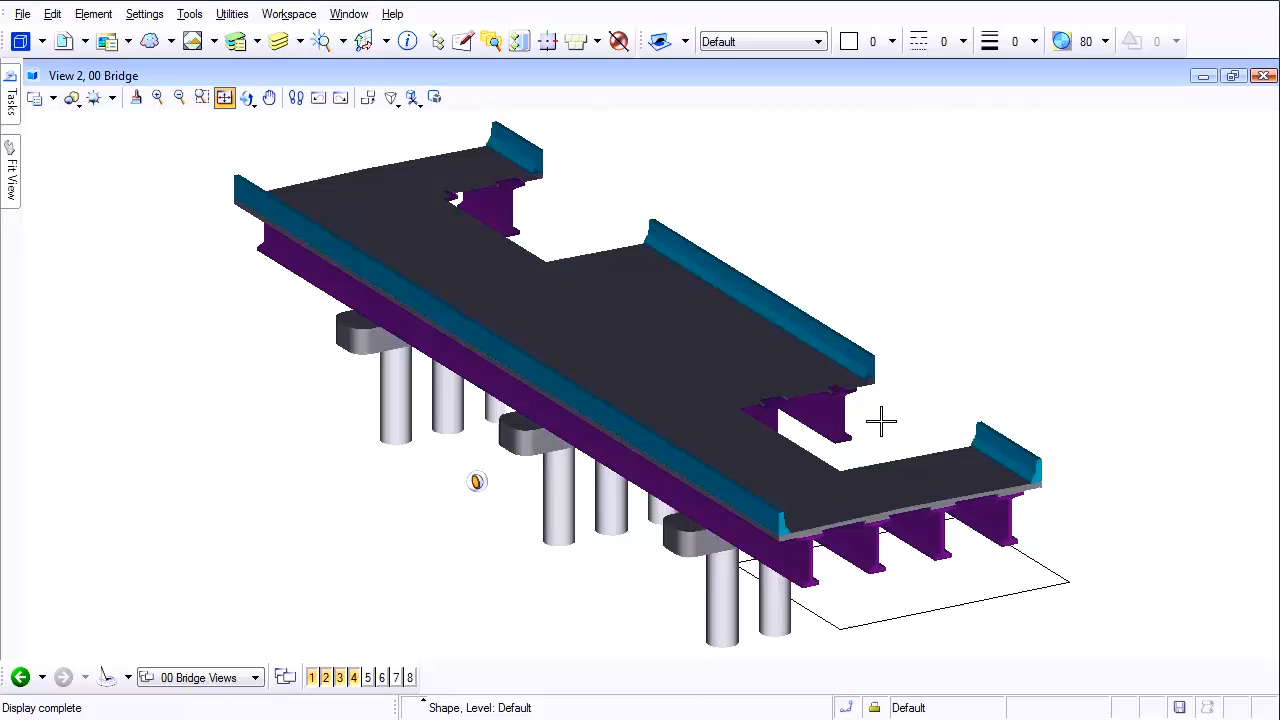 File Edit Element Settings Tools Utilities Workspace Window Help
Default 0 0 0 80 0
View 2, 00 Bridge
Tasks
Fit View
00 Bridge Views 1 2 3 4 5 6 7 8
Display complete Shape, Level: Default Default